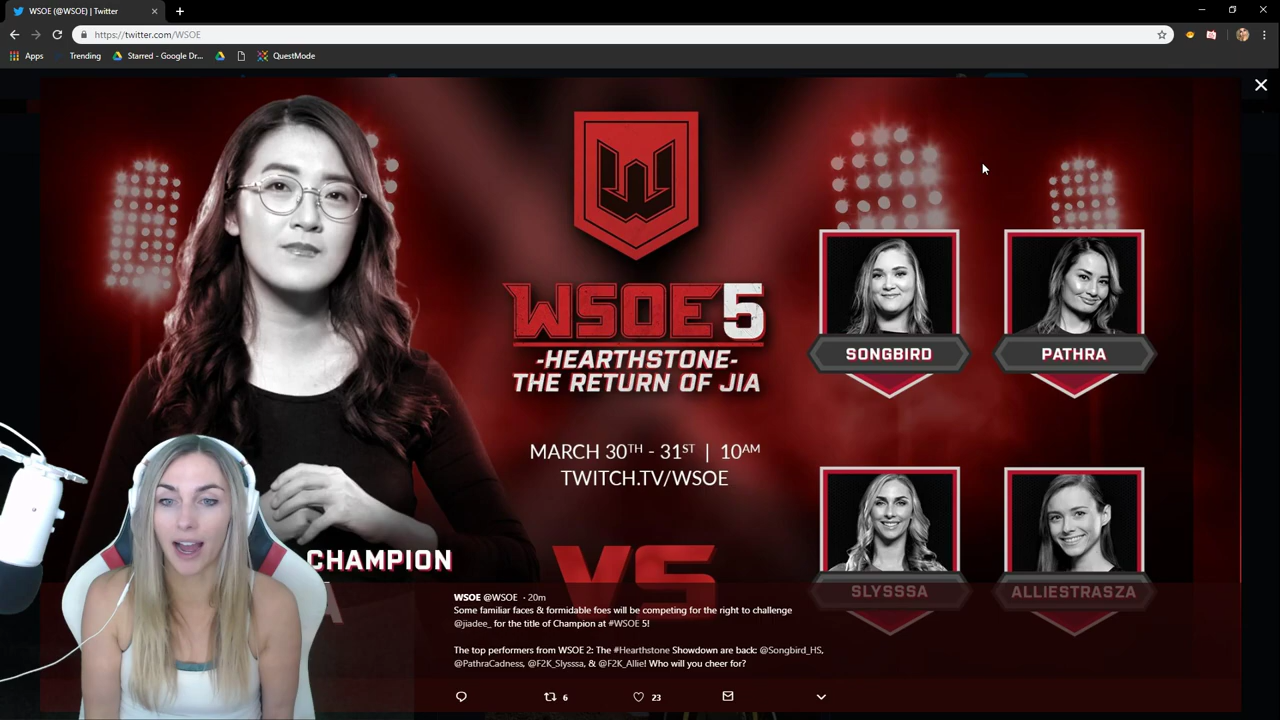 WSOE (@WSOE) | Twitter
https://twitter.com/WSOE
Apps
Trending
Starred - Google Dr...
QuestMode
WSOE5
-HEARTHSTONE-
THE RETURN OF JIA
MARCH 30TH - 31ST | 10AM
TWITCH.TV/WSOE
VS
CHAMPION
SONGBIRD
PATHRA
SLYSSSA
ALLIESTRASZA
WSOE @WSOE · 20m
Some familiar faces & formidable foes will be competing for the right to challenge
@jiadee_ for the title of Champion at #WSOE 5!
The top performers from WSOE 2: The #Hearthstone Showdown are back: @Songbird_HS,
@PathraCadness, @F2K_Slysssa, & @F2K_Allie! Who will you cheer for?
6
23